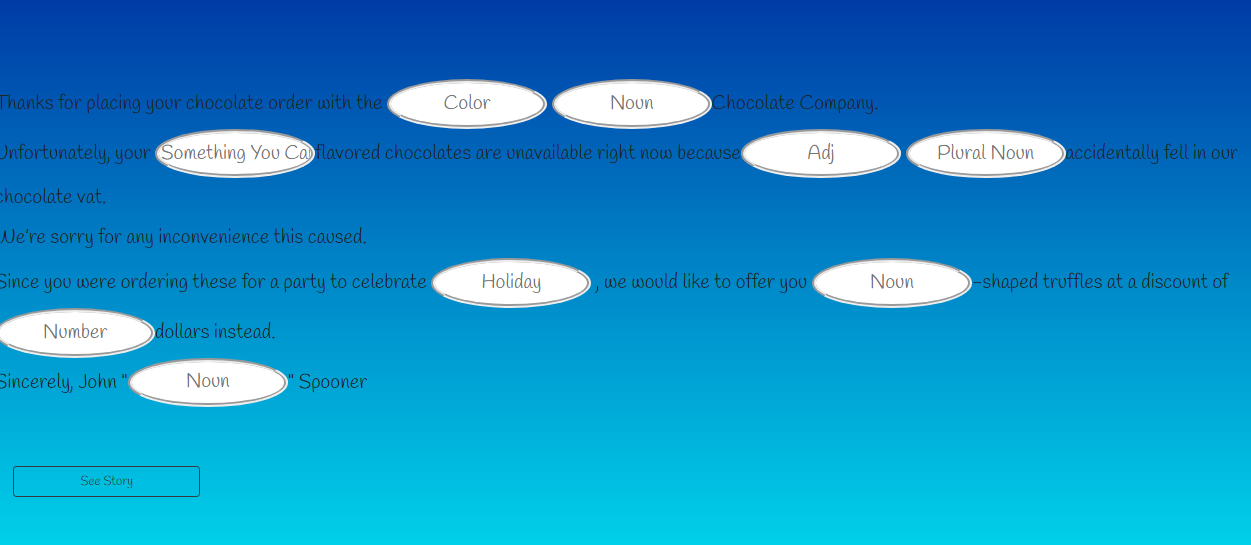 Thanks for placing your chocolate order with the Color Noun Chocolate Company.
Unfortunately, your Something You Ca flavored chocolates are unavailable right now because Adj Plural Noun accidentally fell in our
chocolate vat.
We're sorry for any inconvenience this caused.
Since you were ordering these for a party to celebrate Holiday , we would like to offer you Noun -shaped truffles at a discount of
Number dollars instead.
Sincerely, John "Noun" Spooner
See Story